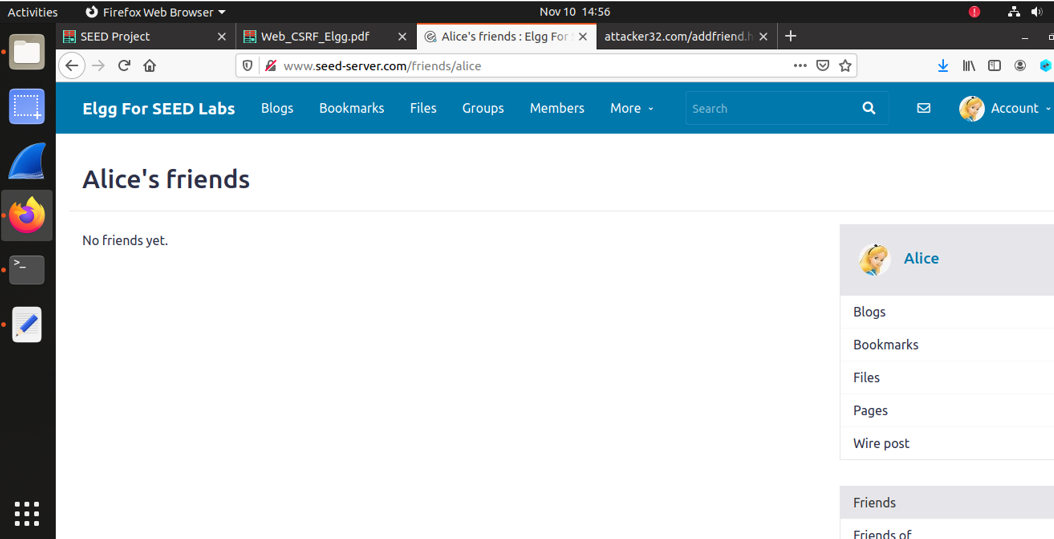 Activities Firefox Web Browser Nov 10 14:56
SEED Project Web_CSRF_Elgg.pdf Alice's friends : Elgg For attacker32.com/addfriend.h
www.seed-server.com/friends/alice
Elgg For SEED Labs Blogs Bookmarks Files Groups Members More Search Account
Alice's friends
No friends yet.
Alice
Blogs
Bookmarks
Files
Pages
Wire post
Friends
Friends of